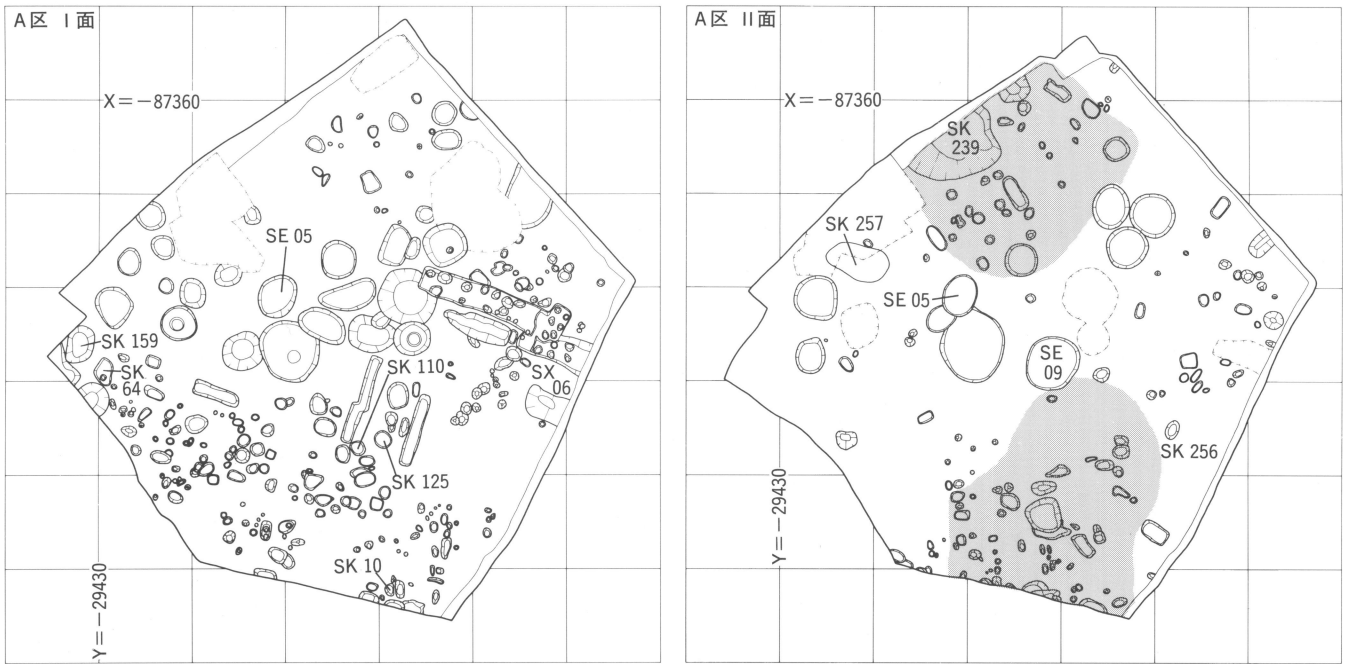 A区 I面
X=-87360
SE 05
SK 159
SK
64
SK 110
SX
06
SK 125
SK 10
Y=-29430
A区 II面
X=-87360
SK
239
SK 257
SE 05
SE
09
SK 256
Y=-29430